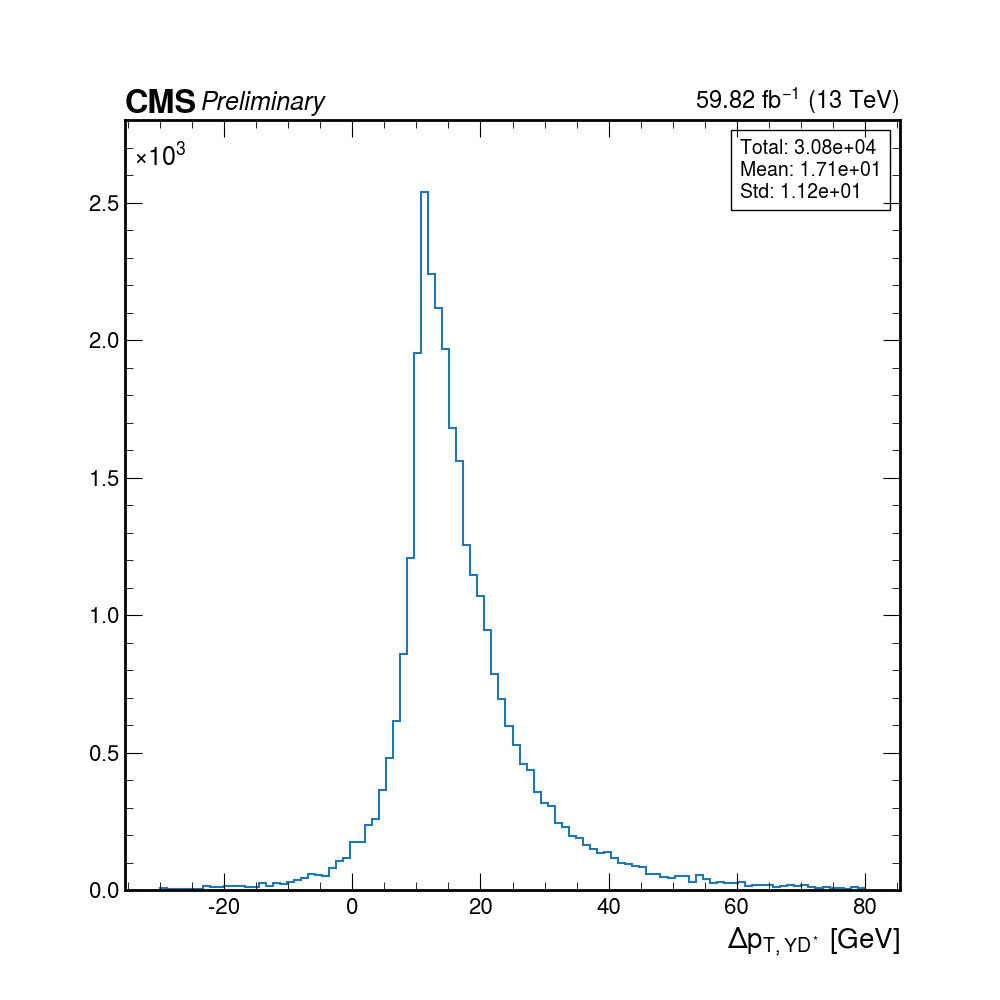 CMS Preliminary 59.82 fb⁻¹ (13 TeV)
×10³
Total: 3.08e+04
Mean: 1.71e+01
Std: 1.12e+01
2.5
2.0
1.5
1.0
0.5
0.0
-20 0 20 40 60 80
Δp_{T, YD*} [GeV]